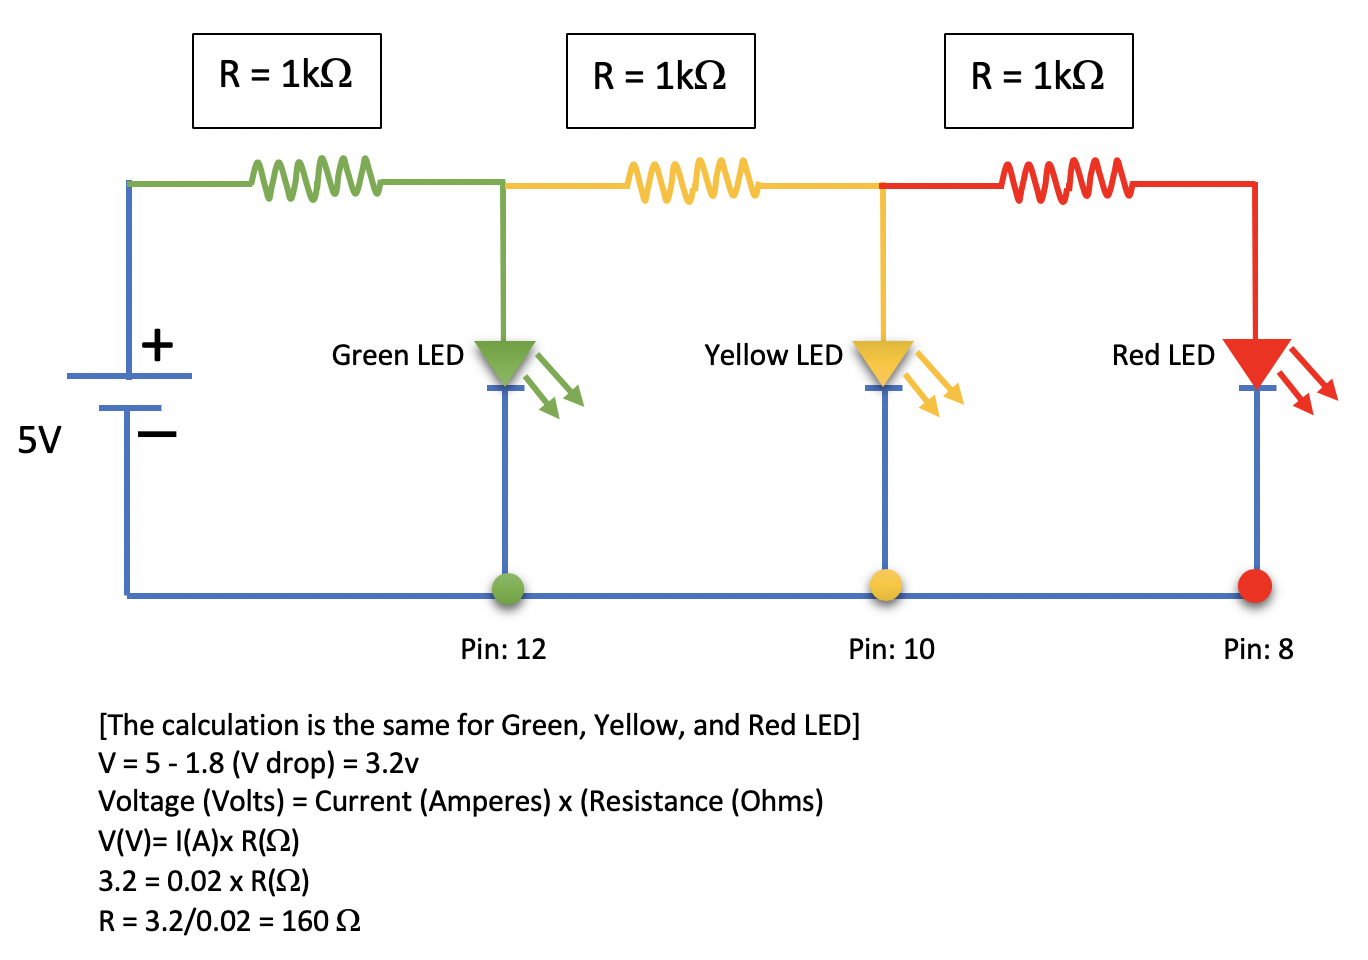 R = 1kΩ
R = 1kΩ
R = 1kΩ
+
Green LED
Yellow LED
Red LED
5V
—
Pin: 12
Pin: 10
Pin: 8
[The calculation is the same for Green, Yellow, and Red LED]
V = 5 - 1.8 (V drop) = 3.2v
Voltage (Volts) = Current (Amperes) x (Resistance (Ohms)
V(V)= I(A)x R(Ω)
3.2 = 0.02 x R(Ω)
R = 3.2/0.02 = 160 Ω